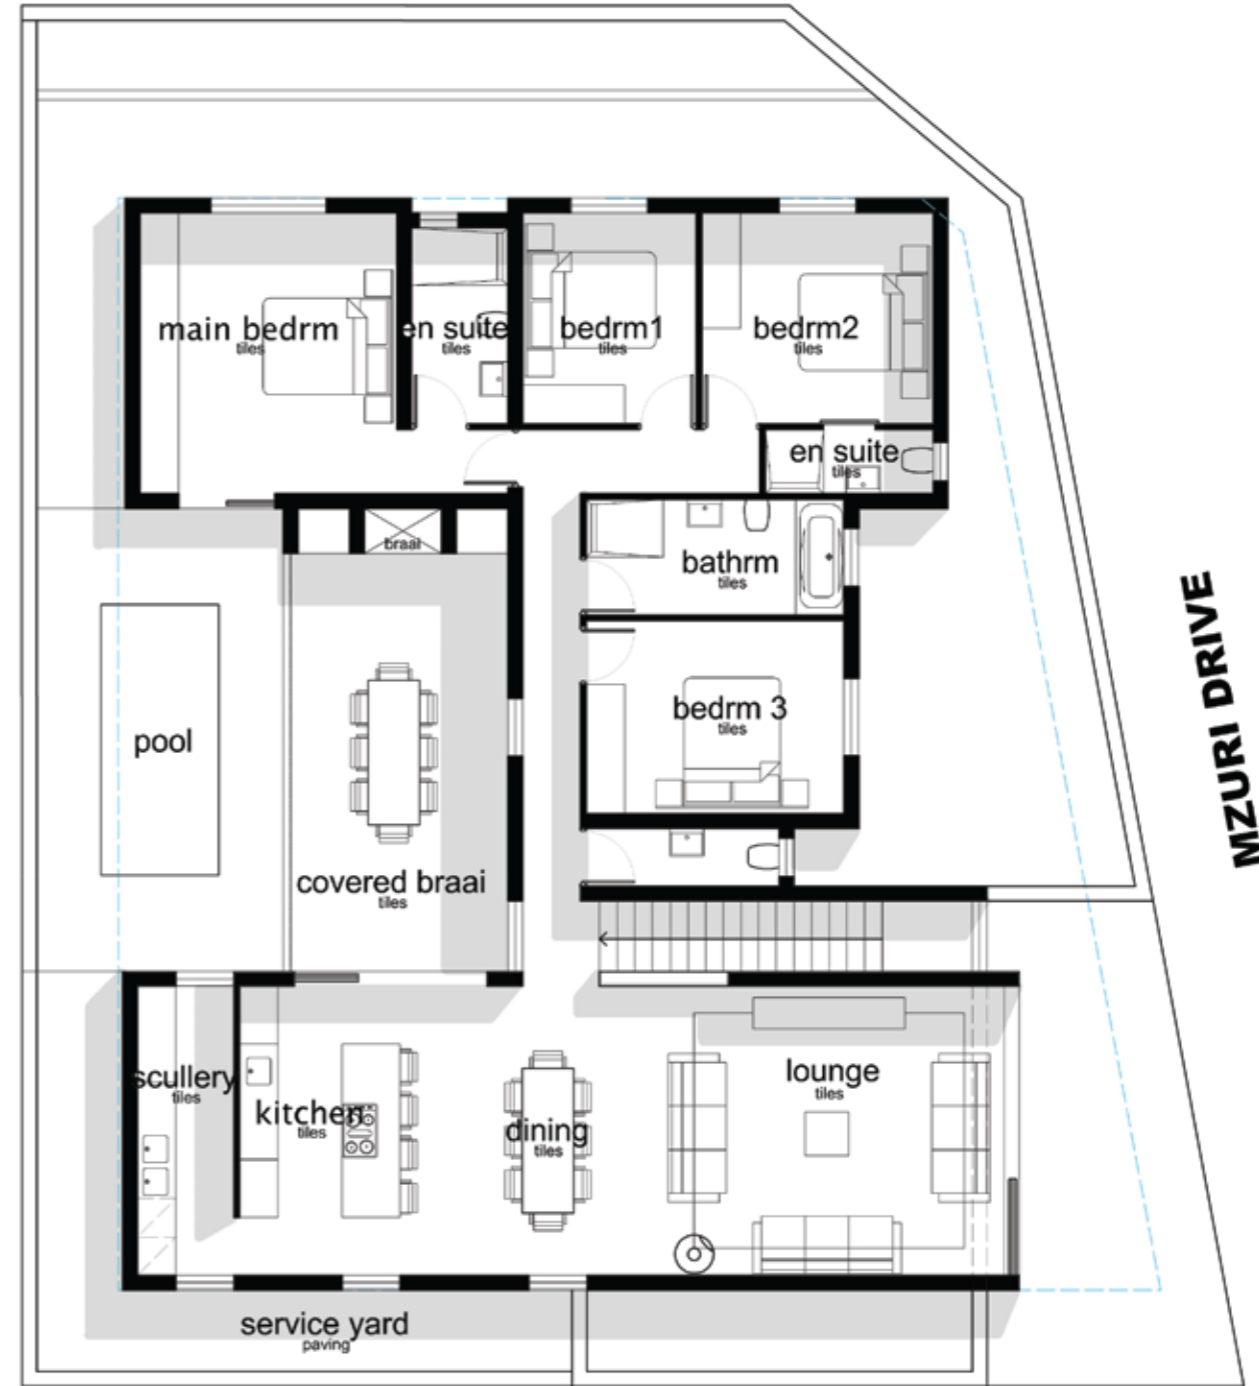 main bedrm
tiles
en suite
tiles
bedrm1
tiles
bedrm2
tiles
en suite
tiles
braai
bathrm
tiles
bedrm 3
tiles
pool
covered braai
tiles
MZURI DRIVE
scullery
tiles
kitchen
tiles
dining
tiles
lounge
tiles
service yard
paving